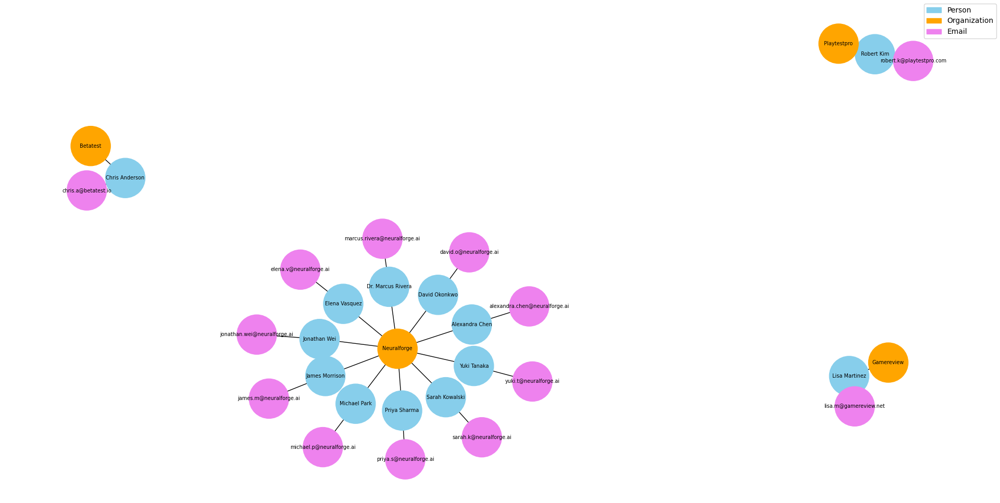 Person
Organization
Email
Playtestpro
Robert Kim
robert.k@playtestpro.com
Betatest
Chris Anderson
chris.a@betatest.io
marcus.rivera@neuralforge.ai
david.o@neuralforge.ai
elena.v@neuralforge.ai
Dr. Marcus Rivera
David Okonkwo
Elena Vasquez
alexandra.chen@neuralforge.ai
Alexandra Chen
jonathan.wei@neuralforge.ai
Jonathan Wei
Neuralforge
Yuki Tanaka
yuki.t@neuralforge.ai
James Morrison
james.m@neuralforge.ai
Sarah Kowalski
Michael Park
Priya Sharma
sarah.k@neuralforge.ai
michael.p@neuralforge.ai
priya.s@neuralforge.ai
Gamereview
Lisa Martinez
lisa.m@gamereview.net